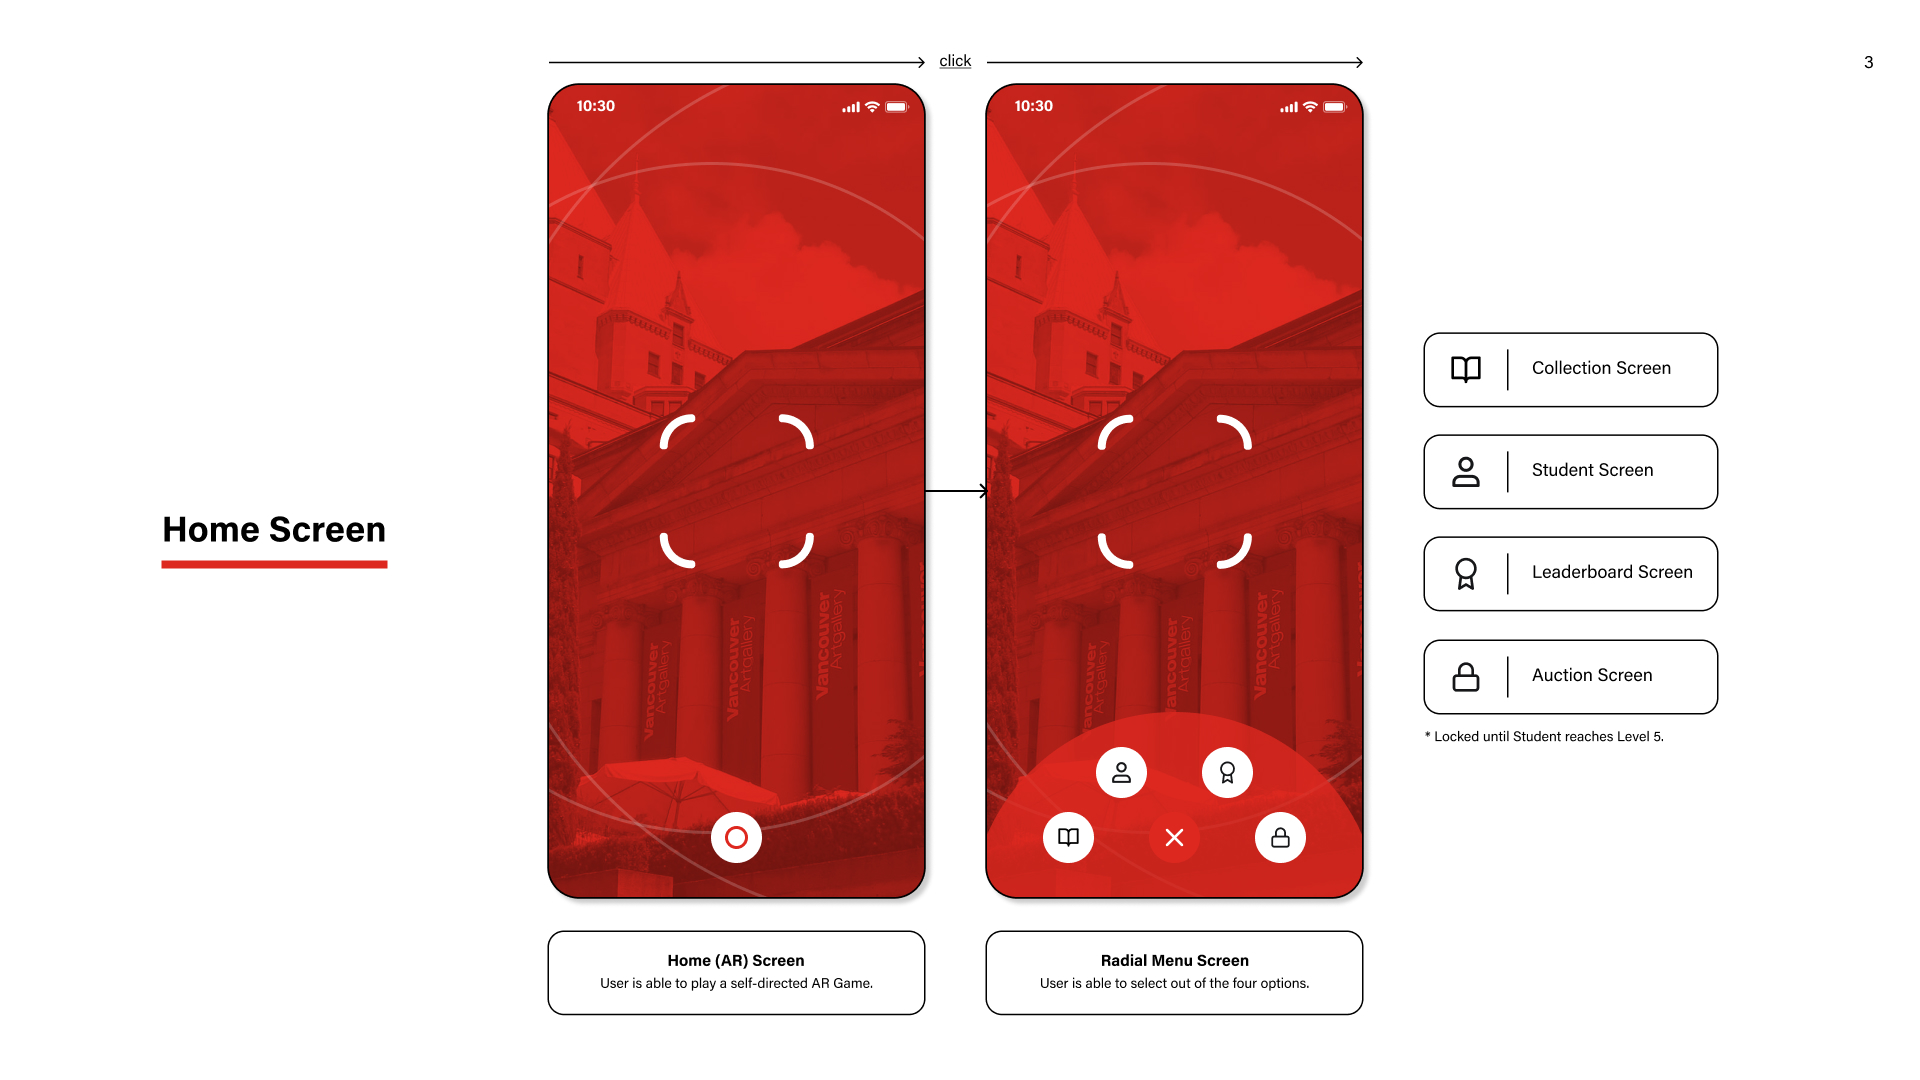 click
3
10:30
10:30
Home Screen
Vancouver
Artgallery
Vancouver
Artgallery
Vancouver
Artgallery
Vancouver
Artgallery
Vancouver
Artgallery
Collection Screen
Student Screen
Leaderboard Screen
Auction Screen
* Locked until Student reaches Level 5.
Home (AR) Screen
User is able to play a self-directed AR Game.
Radial Menu Screen
User is able to select out of the four options.